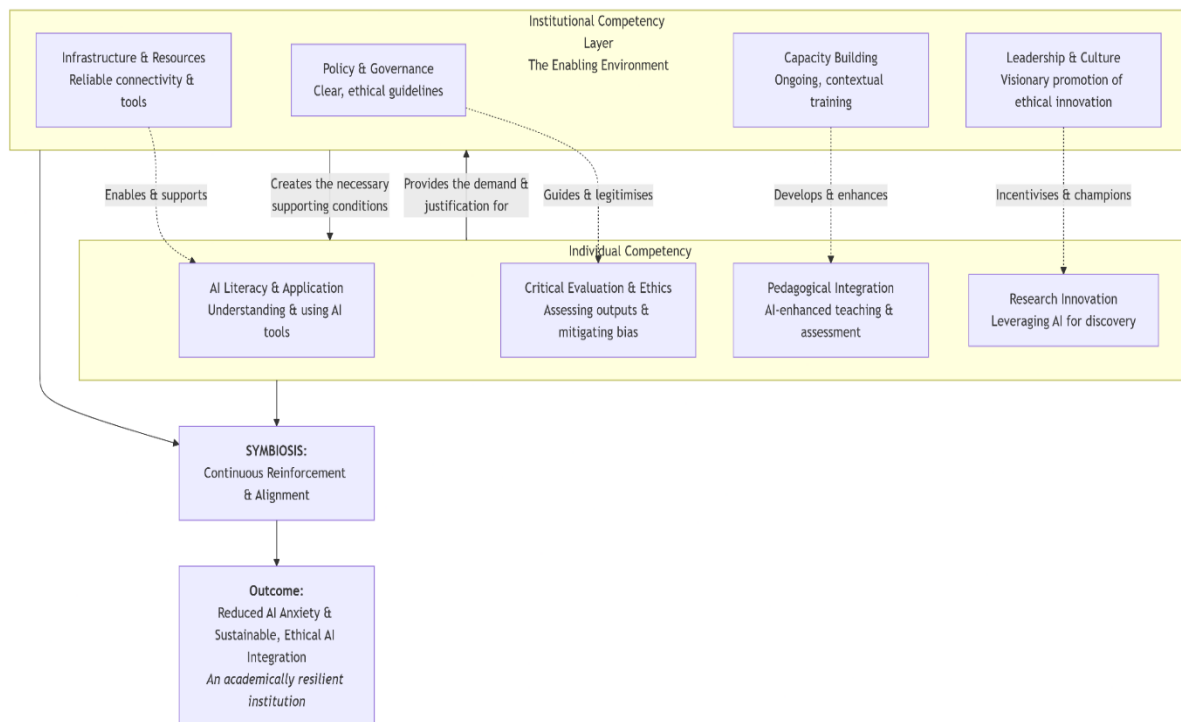 Institutional Competency
Layer
The Enabling Environment
Infrastructure & Resources
Reliable connectivity &
tools
Policy & Governance
Clear, ethical guidelines
Capacity Building
Ongoing, contextual
training
Leadership & Culture
Visionary promotion of
ethical innovation
Enables & supports
Creates the necessary
supporting conditions
Provides the demand &
justification for
Guides & legitimises
Develops & enhances
Incentivises & champions
Individual Competency
AI Literacy & Application
Understanding & using AI
tools
Critical Evaluation & Ethics
Assessing outputs &
mitigating bias
Pedagogical Integration
AI-enhanced teaching &
assessment
Research Innovation
Leveraging AI for discovery
SYMBIOSIS:
Continuous Reinforcement
& Alignment
Outcome:
Reduced AI Anxiety &
Sustainable, Ethical AI
Integration
An academically resilient
institution